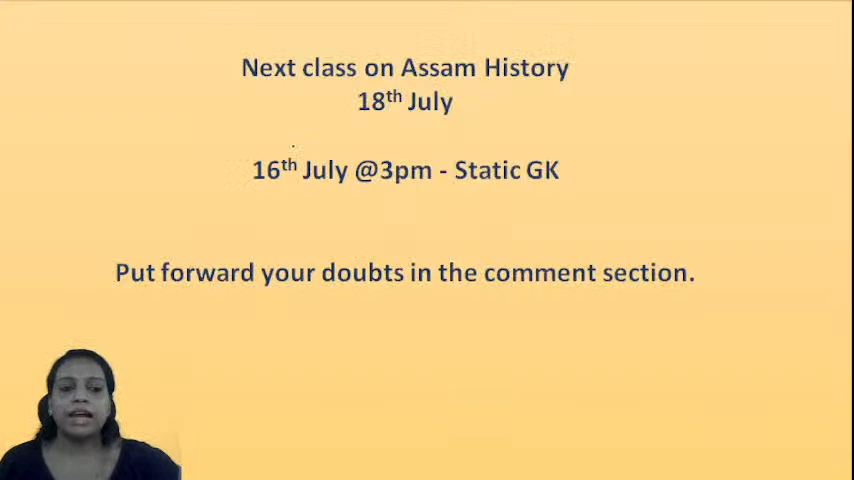 Next class on Assam History
18th July
16th July @3pm - Static GK
Put forward your doubts in the comment section.